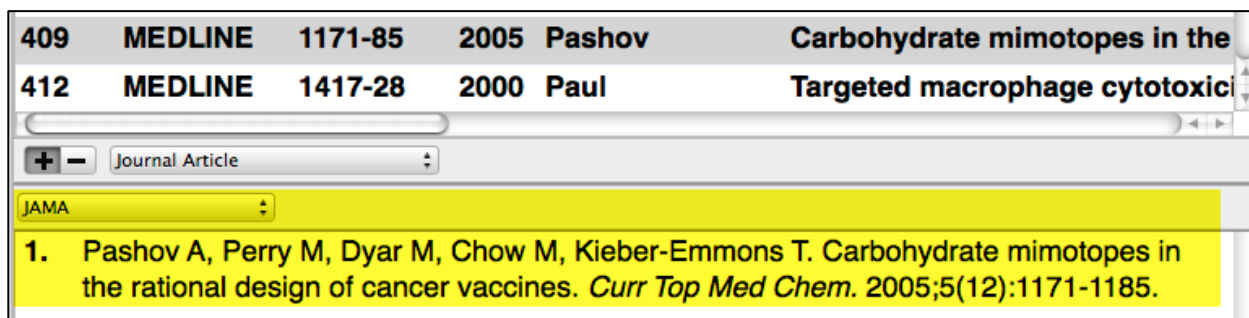 409 MEDLINE 1171-85 2005 Pashov Carbohydrate mimotopes in the
412 MEDLINE 1417-28 2000 Paul Targeted macrophage cytotoxici
+ − Journal Article
JAMA
1. Pashov A, Perry M, Dyar M, Chow M, Kieber-Emmons T. Carbohydrate mimotopes in
the rational design of cancer vaccines. Curr Top Med Chem. 2005;5(12):1171-1185.